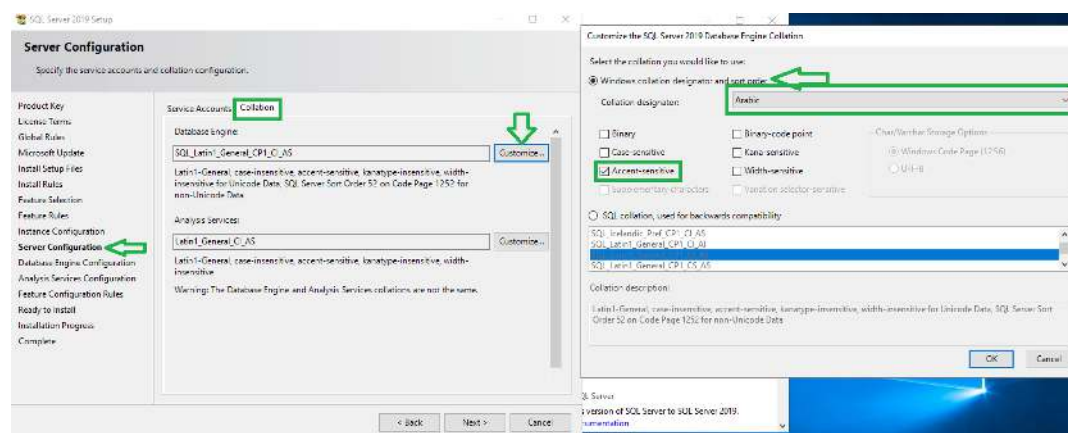 SQL Server 2019 Setup
Server Configuration
Specify the service accounts and collation configuration.
Product Key
License Terms
Global Rules
Microsoft Update
Install Setup Files
Install Rules
Feature Selection
Feature Rules
Instance Configuration
Server Configuration
Database Engine Configuration
Analysis Services Configuration
Feature Configuration Rules
Ready to Install
Installation Progress
Complete
Service Accounts Collation
Database Engine:
SQL_Latin1_General_CP1_CI_AS
Customize...
Latin1-General, case-insensitive, accent-sensitive, kanatype-insensitive, width-
insensitive for Unicode Data, SQL Server Sort Order 52 on Code Page 1252 for
non-Unicode Data
Analysis Services:
Latin1_General_CI_AS
Customize...
Latin1-General, case-insensitive, accent-sensitive, kanatype-insensitive, width-
insensitive
Warning: The Database Engine and Analysis Services collations are not the same.
< Back Next > Cancel
Customize the SQL Server 2019 Database Engine Collation
Select the collation you would like to use:
Windows collation designator and sort order
Collation designator:
Arabic
Binary
Binary-code point
Case-sensitive
Kana-sensitive
Accent-sensitive
Width-sensitive
Supplementary characters
Variation selector-sensitive
Char/Varchar Storage Options
Windows Code Page (1256)
UTF-8
SQL collation, used for backwards compatibility
SQL_Icelandic_Pref_CP1_CI_AS
SQL_Latin1_General_CP1_CI_AI
SQL_Latin1_General_CP1_CS_AS
Collation description:
Latin1-General, case-insensitive, accent-sensitive, kanatype-insensitive, width-insensitive for Unicode Data, SQL Server Sort
Order 52 on Code Page 1252 for non-Unicode Data
OK Cancel
SQL Server
version of SQL Server to SQL Server 2019.